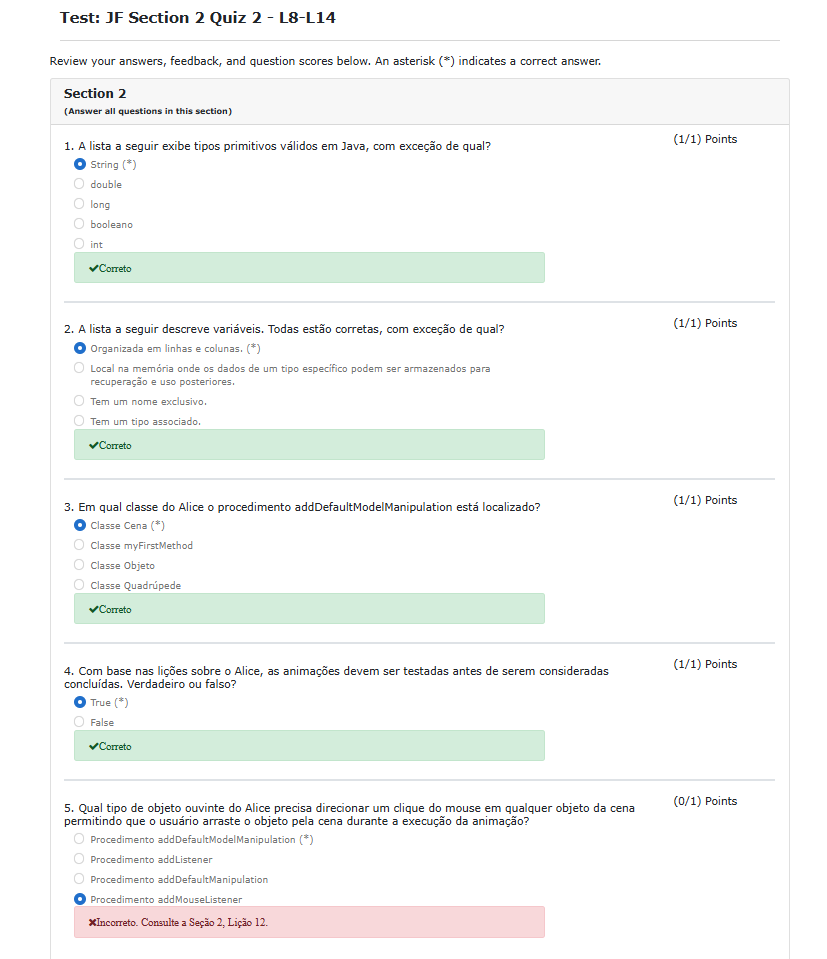 Test: JF Section 2 Quiz 2 - L8-L14
Review your answers, feedback, and question scores below. An asterisk (*) indicates a correct answer.
Section 2
(Answer all questions in this section)
1. A lista a seguir exibe tipos primitivos válidos em Java, com exceção de qual?
(1/1) Points
String (*)
double
long
booleano
int
✔Correto
2. A lista a seguir descreve variáveis. Todas estão corretas, com exceção de qual?
(1/1) Points
Organizada em linhas e colunas. (*)
Local na memória onde os dados de um tipo específico podem ser armazenados para
recuperação e uso posteriores.
Tem um nome exclusivo.
Tem um tipo associado.
✔Correto
3. Em qual classe do Alice o procedimento addDefaultModelManipulation está localizado?
(1/1) Points
Classe Cena (*)
Classe myFirstMethod
Classe Objeto
Classe Quadrúpede
✔Correto
4. Com base nas lições sobre o Alice, as animações devem ser testadas antes de serem consideradas
concluídas. Verdadeiro ou falso?
(1/1) Points
True (*)
False
✔Correto
5. Qual tipo de objeto ouvinte do Alice precisa direcionar um clique do mouse em qualquer objeto da cena
permitindo que o usuário arraste o objeto pela cena durante a execução da animação?
(0/1) Points
Procedimento addDefaultModelManipulation (*)
Procedimento addListener
Procedimento addDefaultManipulation
Procedimento addMouseListener
✖Incorreto. Consulte a Seção 2, Lição 12.